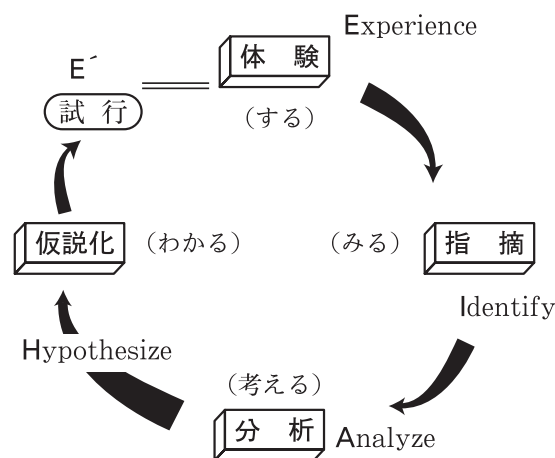 Experience
体 験
(する)
E´
試 行
仮説化
(わかる)
(みる)
指 摘
Identify
Hypothesize
(考える)
分 析
Analyze